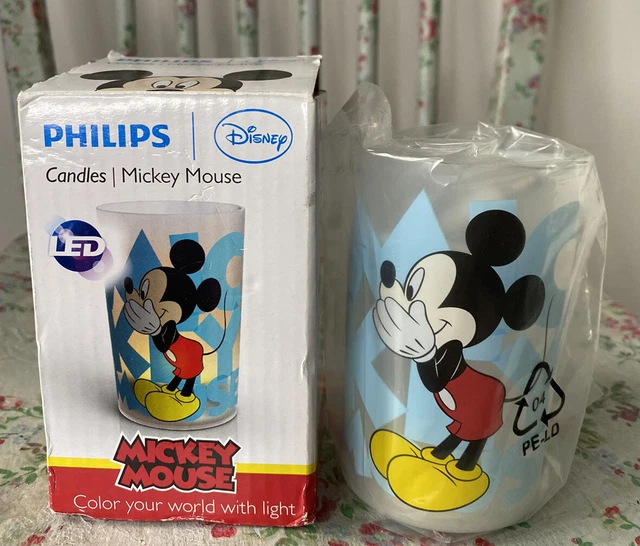 PHILIPS
Disney
Candles | Mickey Mouse
LED
MICKEY
MOUSE
Color your world with light
04
PE-LD